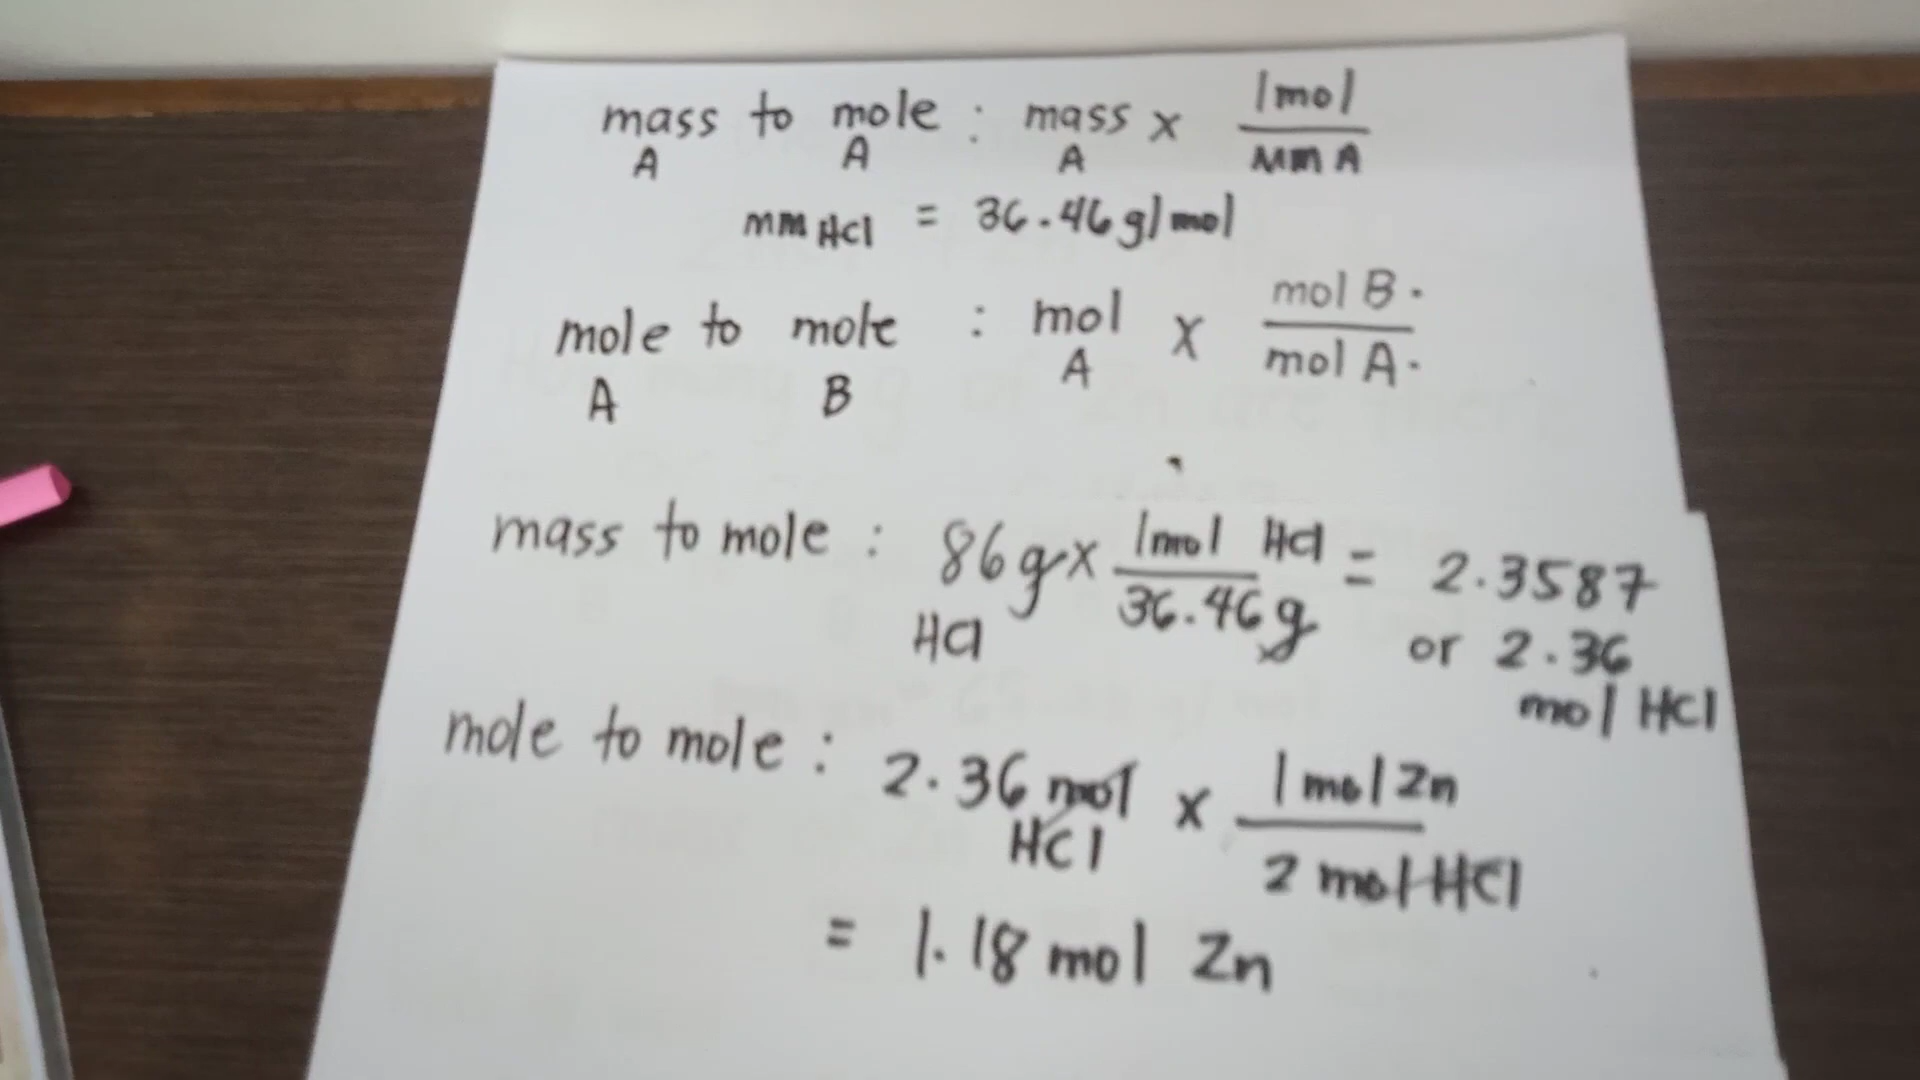 mass to mole : mass x 1mol
A A A MM A
MM HCl = 36.46 g/mol
mole to mole : mol x mol B.
A B A mol A.
mass to mole : 86g x 1mol HCl = 2.3587
HCl 36.46g or 2.36
mol HCl
mole to mole : 2.36 mol x 1 mol Zn
HCl 2 mol HCl
= 1.18 mol Zn